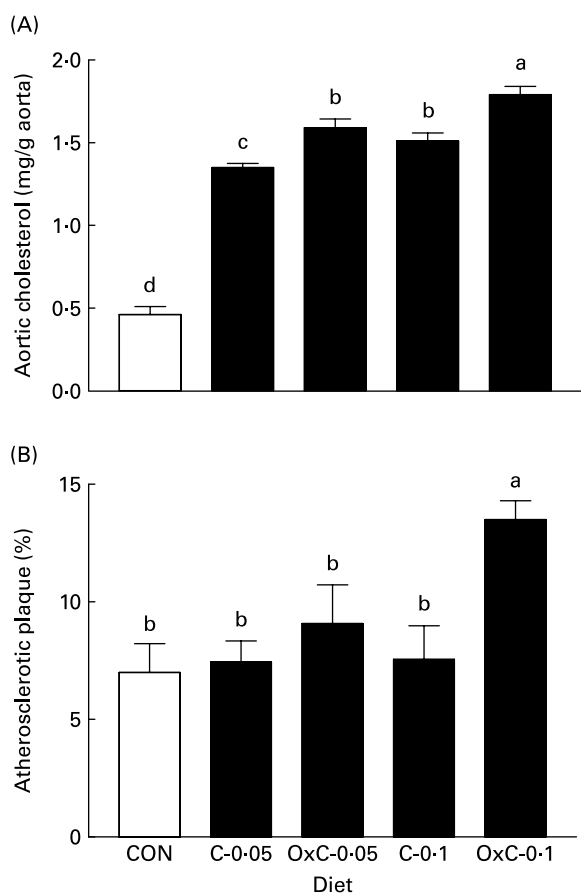 (A)
2·0
1·5
1·0
0·5
0·0
Aortic cholesterol (mg/g aorta)
d
c
b
b
a
(B)
15
10
5
0
Atherosclerotic plaque (%)
b
b
b
b
a
CON C-0·05 OxC-0·05 C-0·1 OxC-0·1
Diet